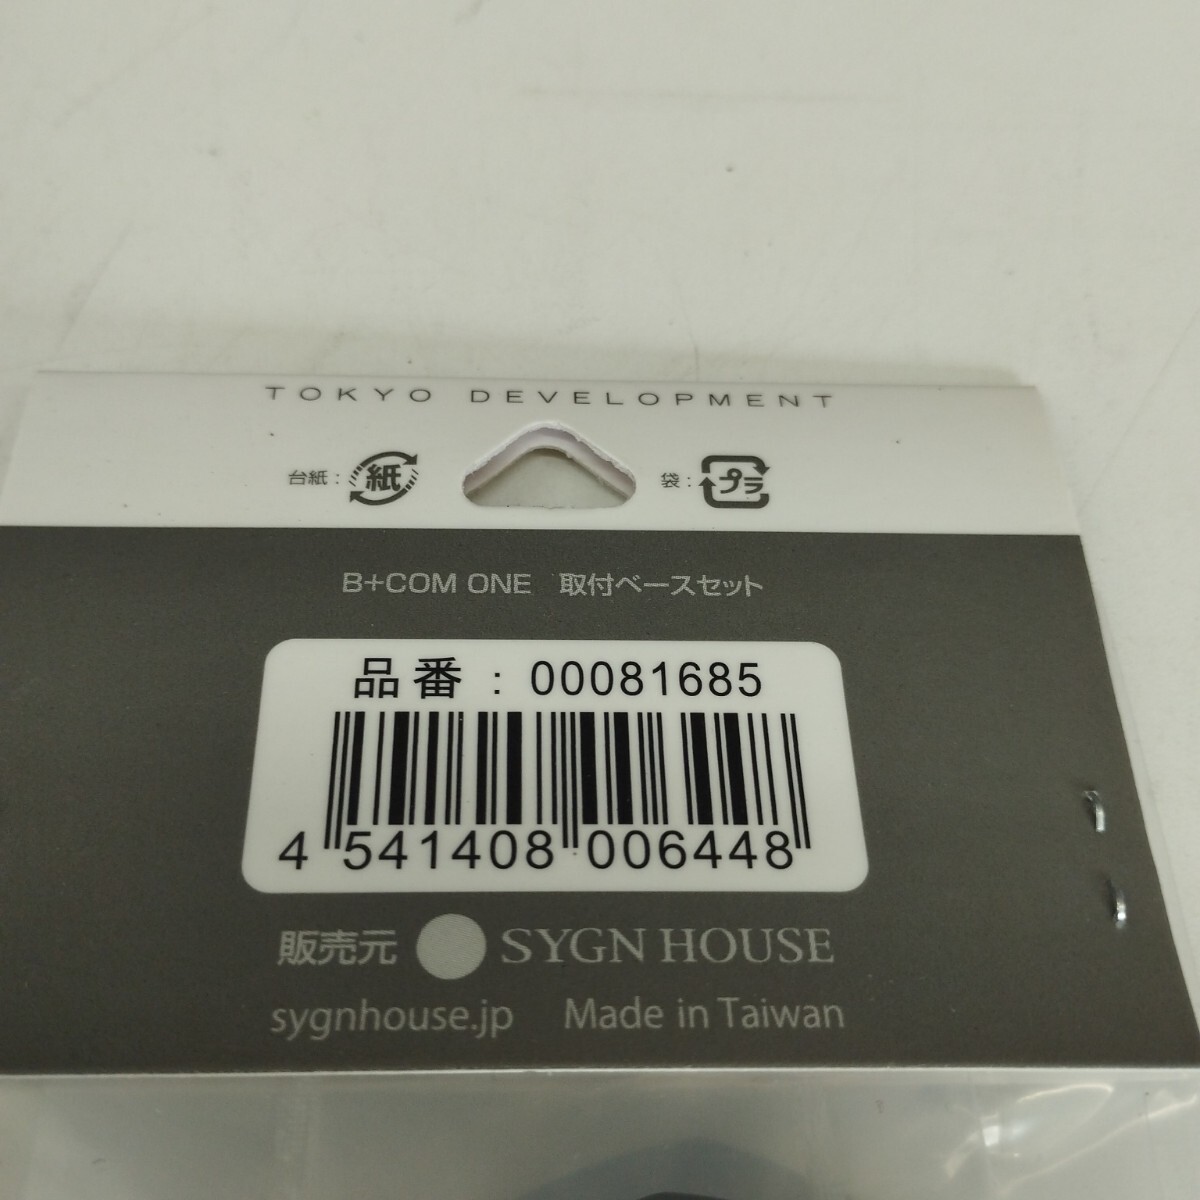 TOKYO DEVELOPMENT
台紙： 紙 袋： プラ
B+COM ONE 取付ベースセット
品番：00081685
4 541408 006448
販売元 SYGN HOUSE
sygnhouse.jp Made in Taiwan